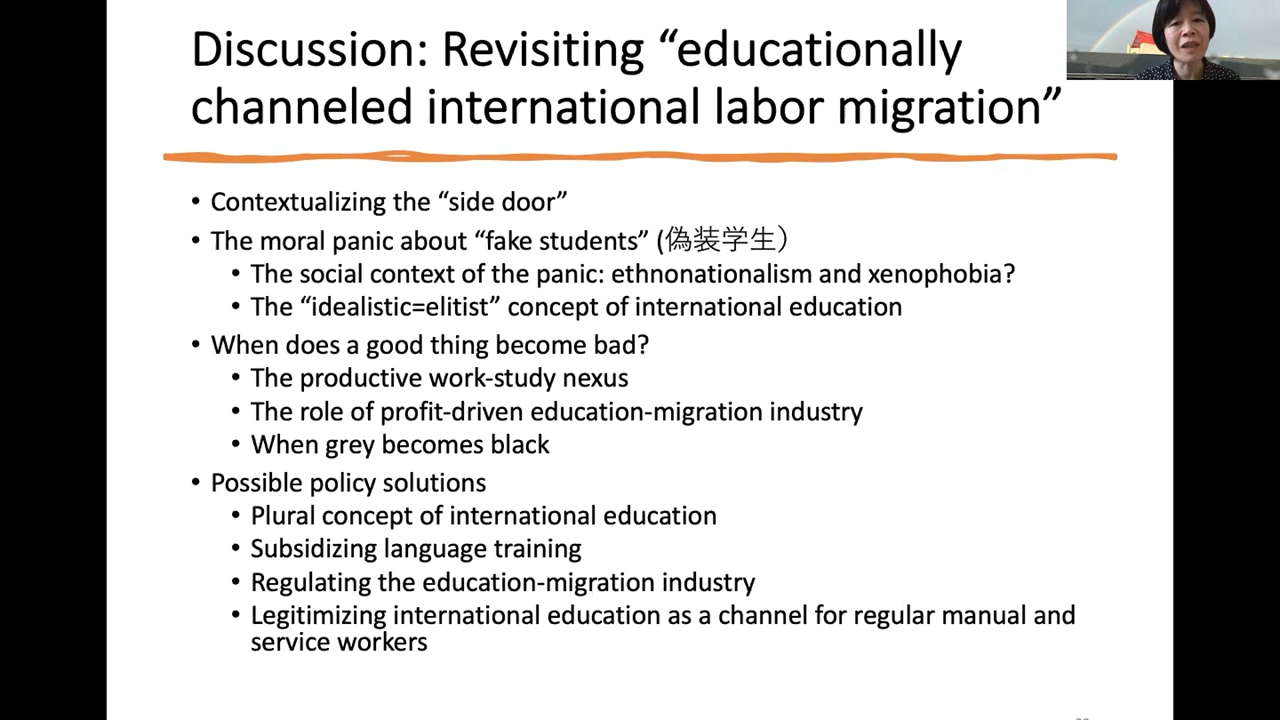 Discussion: Revisiting “educationally
channeled international labor migration”
• Contextualizing the “side door”
• The moral panic about “fake students” (偽装学生）
• The social context of the panic: ethnonationalism and xenophobia?
• The “idealistic=elitist” concept of international education
• When does a good thing become bad?
• The productive work-study nexus
• The role of profit-driven education-migration industry
• When grey becomes black
• Possible policy solutions
• Plural concept of international education
• Subsidizing language training
• Regulating the education-migration industry
• Legitimizing international education as a channel for regular manual and
service workers